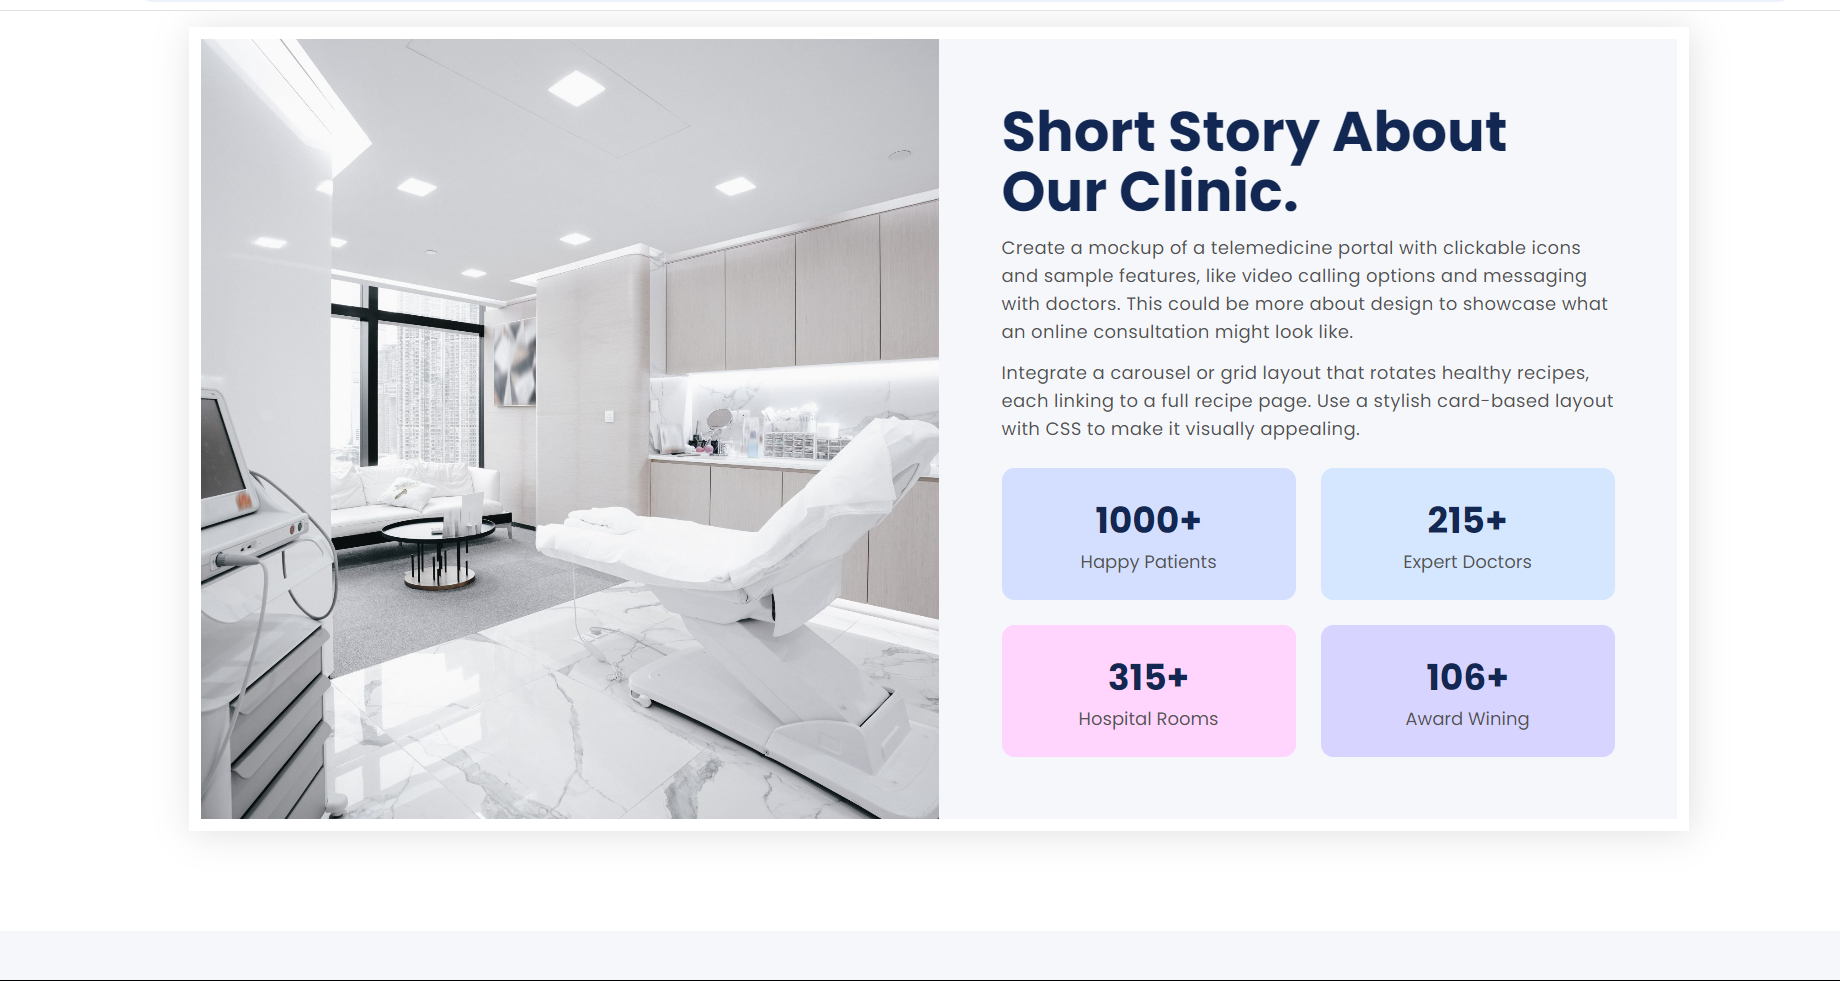 Short Story About
Our Clinic.
Create a mockup of a telemedicine portal with clickable icons
and sample features, like video calling options and messaging
with doctors. This could be more about design to showcase what
an online consultation might look like.
Integrate a carousel or grid layout that rotates healthy recipes,
each linking to a full recipe page. Use a stylish card-based layout
with CSS to make it visually appealing.
1000+
Happy Patients
215+
Expert Doctors
315+
Hospital Rooms
106+
Award Wining